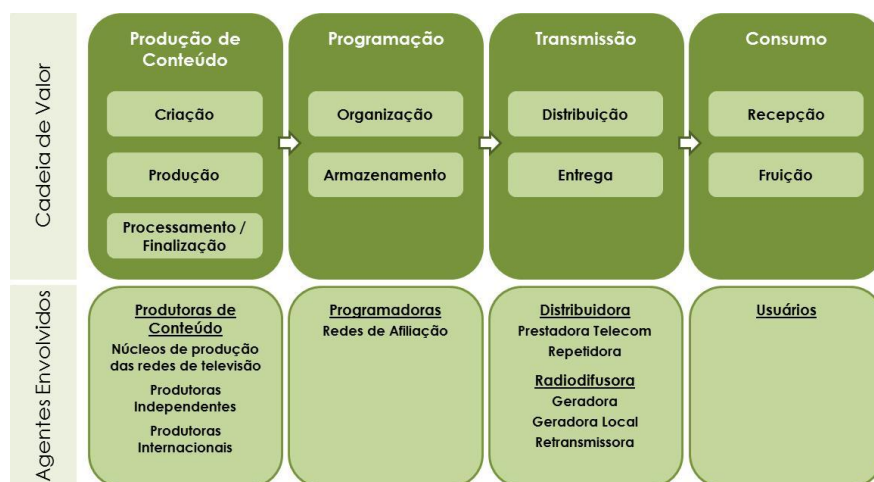 Cadeia de Valor
Produção de
Conteúdo
Criação
Produção
Processamento /
Finalização
Programação
Organização
Armazenamento
Transmissão
Distribuição
Entrega
Consumo
Recepção
Fruição
Agentes Envolvidos
Produtoras de
Conteúdo
Núcleos de produção
das redes de televisão
Produtoras
Independentes
Produtoras
Internacionais
Programadoras
Redes de Afiliação
Distribuidora
Prestadora Telecom
Repetidora
Radiodifusora
Geradora
Geradora Local
Retransmissora
Usuários